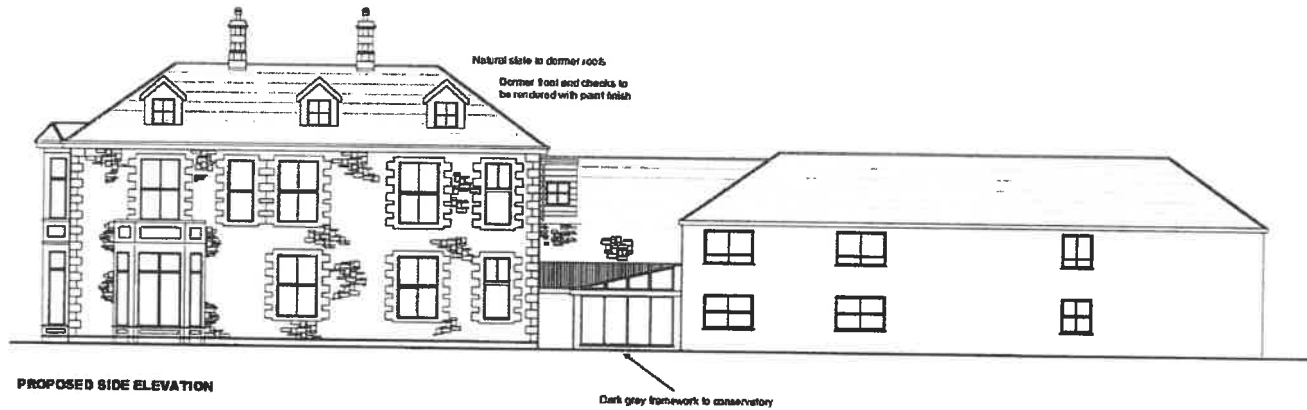 Natural slate to dormer roofs
Dormer front and cheeks to
be rendered with paint finish
PROPOSED SIDE ELEVATION
Dark grey framework to conservatory